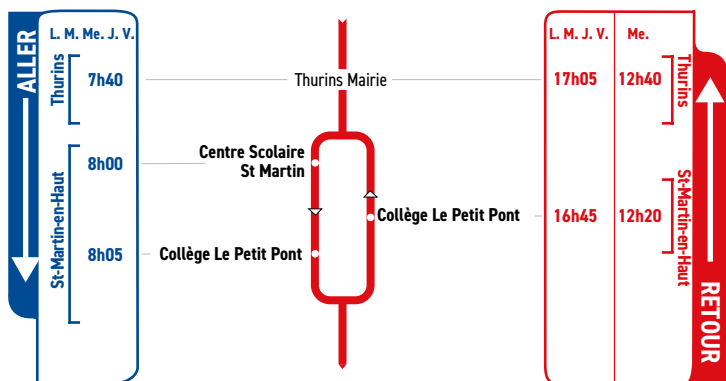 ALLER
L. M. Me. J. V.
Thurins
7h40
St-Martin-en-Haut
8h00
8h05
Thurins Mairie
Centre Scolaire
St Martin
Collège Le Petit Pont
Collège Le Petit Pont
L. M. J. V.
Me.
17h05
12h40
Thurins
16h45
12h20
St-Martin-en-Haut
RETOUR